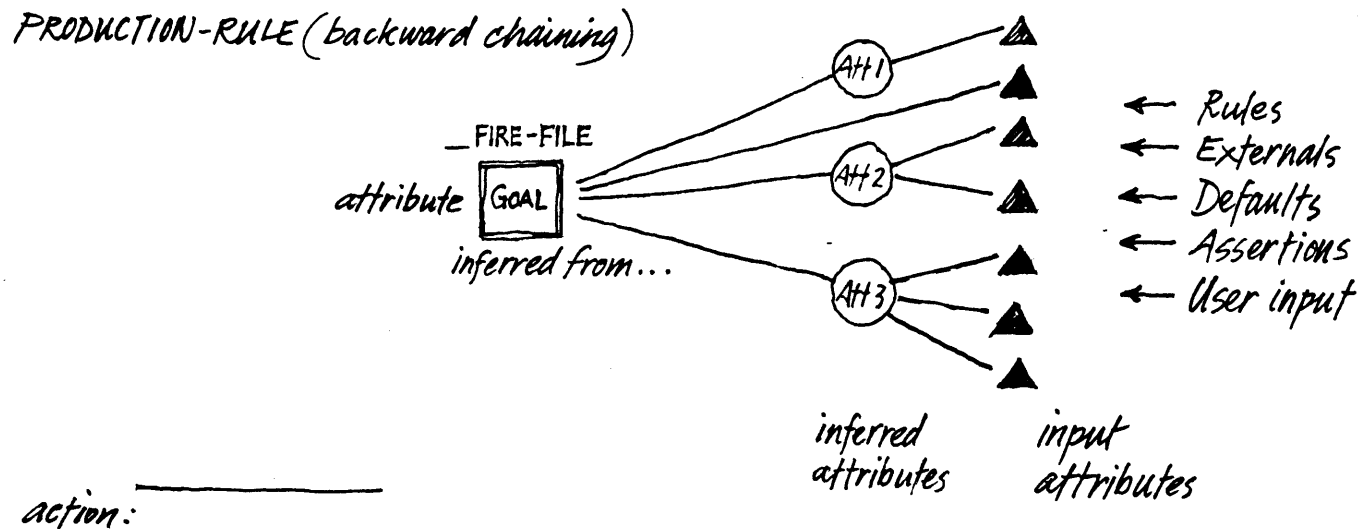 PRODUCTION-RULE (backward chaining)
_FIRE-FILE
attribute
GOAL
inferred from...
Att1
Att2
Att3
← Rules
← Externals
← Defaults
← Assertions
← User input
inferred
attributes
input
attributes
action: